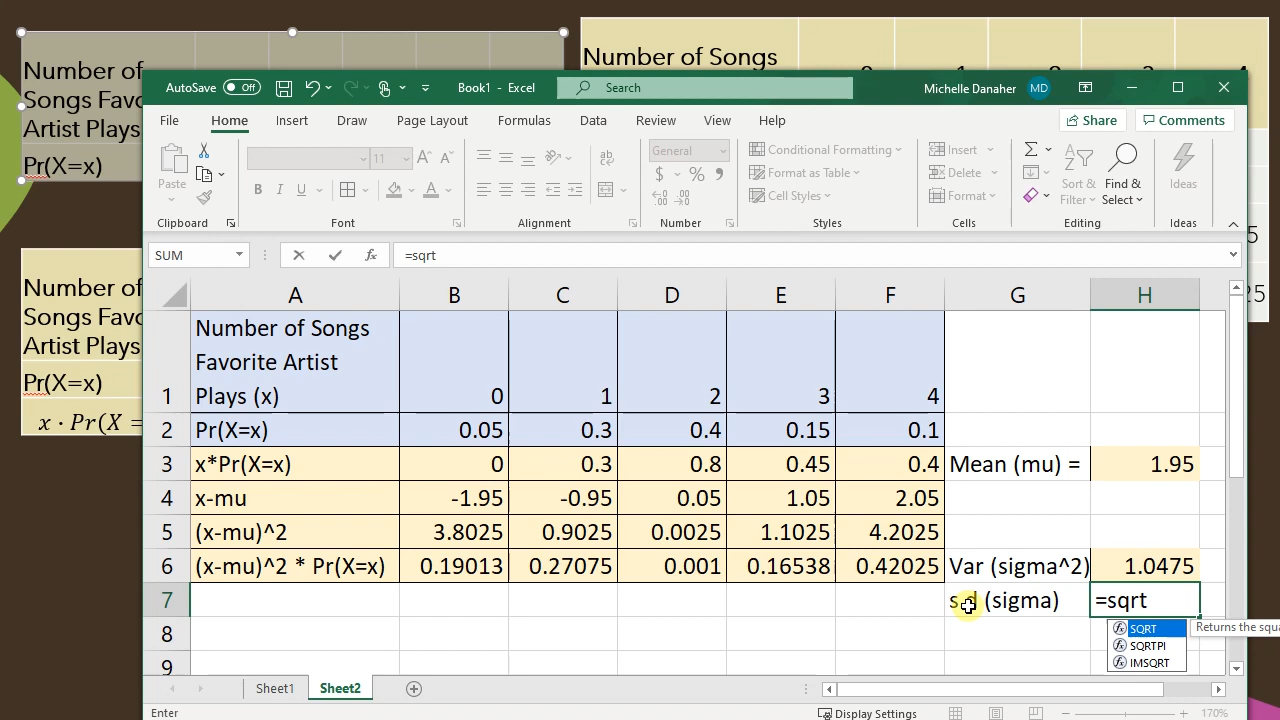 Number of
Songs Favo
Artist Plays
Pr(X=x)
Number of Songs
Number of
Songs Favo
Artist Plays
Pr(X=x)
x · Pr(X =
5
25
AutoSave Off
Book1 - Excel
Search
Michelle Danaher
MD
File Home Insert Draw Page Layout Formulas Data Review View Help
Share Comments
Paste
Clipboard
11
B I U
Font
ab
Alignment
General
$ % ,
Number
Conditional Formatting
Format as Table
Cell Styles
Styles
Insert
Delete
Format
Cells
Sort & Filter
Find & Select
Editing
Ideas
Ideas
SUM
fx
=sqrt
A B C D E F G H
1 Number of Songs
Favorite Artist
Plays (x) 0 1 2 3 4
2 Pr(X=x) 0.05 0.3 0.4 0.15 0.1
3 x*Pr(X=x) 0 0.3 0.8 0.45 0.4 Mean (mu) = 1.95
4 x-mu -1.95 -0.95 0.05 1.05 2.05
5 (x-mu)^2 3.8025 0.9025 0.0025 1.1025 4.2025
6 (x-mu)^2 * Pr(X=x) 0.19013 0.27075 0.001 0.16538 0.42025 Var (sigma^2) 1.0475
7 (sigma) =sqrt
8
9
SQRT
SQRTPI
IMSQRT
Returns the squa
Sheet1 Sheet2
Enter
Display Settings
170%